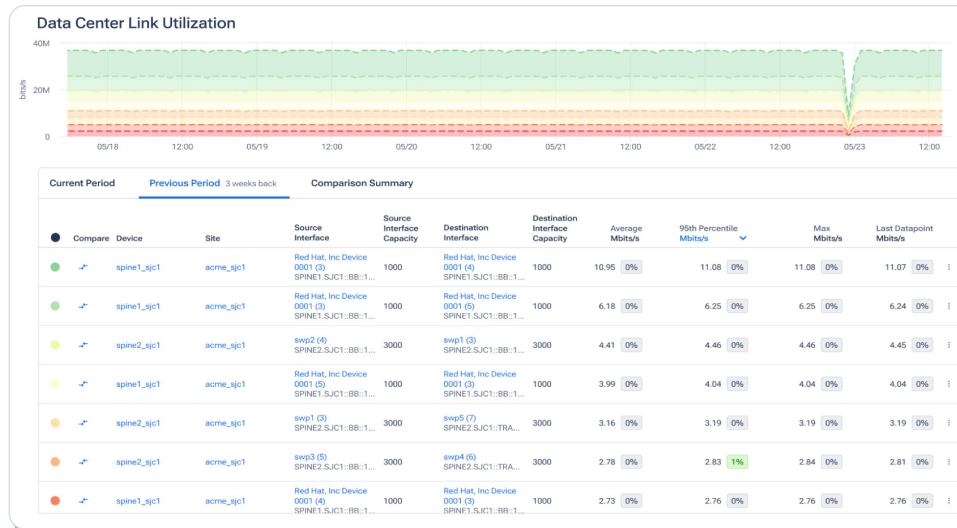 Data Center Link Utilization
40M
20M
0
bits/s
05/18 12:00 05/19 12:00 05/20 12:00 05/21 12:00 05/22 12:00 05/23 12:00
Current Period Previous Period 3 weeks back Comparison Summary
Compare Device Site Source Interface Source Interface Capacity Destination Interface Destination Interface Capacity Average Mbits/s 95th Percentile Mbits/s Max Mbits/s Last Datapoint Mbits/s
spine1_sjc1 acme_sjc1 Red Hat, Inc Device 0001 (3) SPINE1.SJC1::BB::1... 1000 Red Hat, Inc Device 0001 (4) SPINE1.SJC1::BB::1... 1000 10.95 0% 11.08 0% 11.08 0% 11.07 0%
spine1_sjc1 acme_sjc1 Red Hat, Inc Device 0001 (3) SPINE1.SJC1::BB::1... 1000 Red Hat, Inc Device 0001 (5) SPINE1.SJC1::BB::1... 1000 6.18 0% 6.25 0% 6.25 0% 6.24 0%
spine2_sjc1 acme_sjc1 swp2 (4) SPINE2.SJC1::BB::1... 3000 swp1 (3) SPINE2.SJC1::BB::1... 3000 4.41 0% 4.46 0% 4.46 0% 4.45 0%
spine1_sjc1 acme_sjc1 Red Hat, Inc Device 0001 (5) SPINE1.SJC1::BB::1... 1000 Red Hat, Inc Device 0001 (3) SPINE1.SJC1::BB::1... 1000 3.99 0% 4.04 0% 4.04 0% 4.04 0%
spine2_sjc1 acme_sjc1 swp1 (3) SPINE2.SJC1::BB::1... 3000 swp5 (7) SPINE2.SJC1::TRA... 3000 3.16 0% 3.19 0% 3.19 0% 3.19 0%
spine2_sjc1 acme_sjc1 swp3 (5) SPINE2.SJC1::BB::1... 3000 swp4 (6) SPINE2.SJC1::TRA... 3000 2.78 0% 2.83 1% 2.84 0% 2.81 0%
spine1_sjc1 acme_sjc1 Red Hat, Inc Device 0001 (4) SPINE1.SJC1::BB::1... 1000 Red Hat, Inc Device 0001 (3) SPINE1.SJC1::BB::1... 1000 2.73 0% 2.76 0% 2.76 0% 2.76 0%